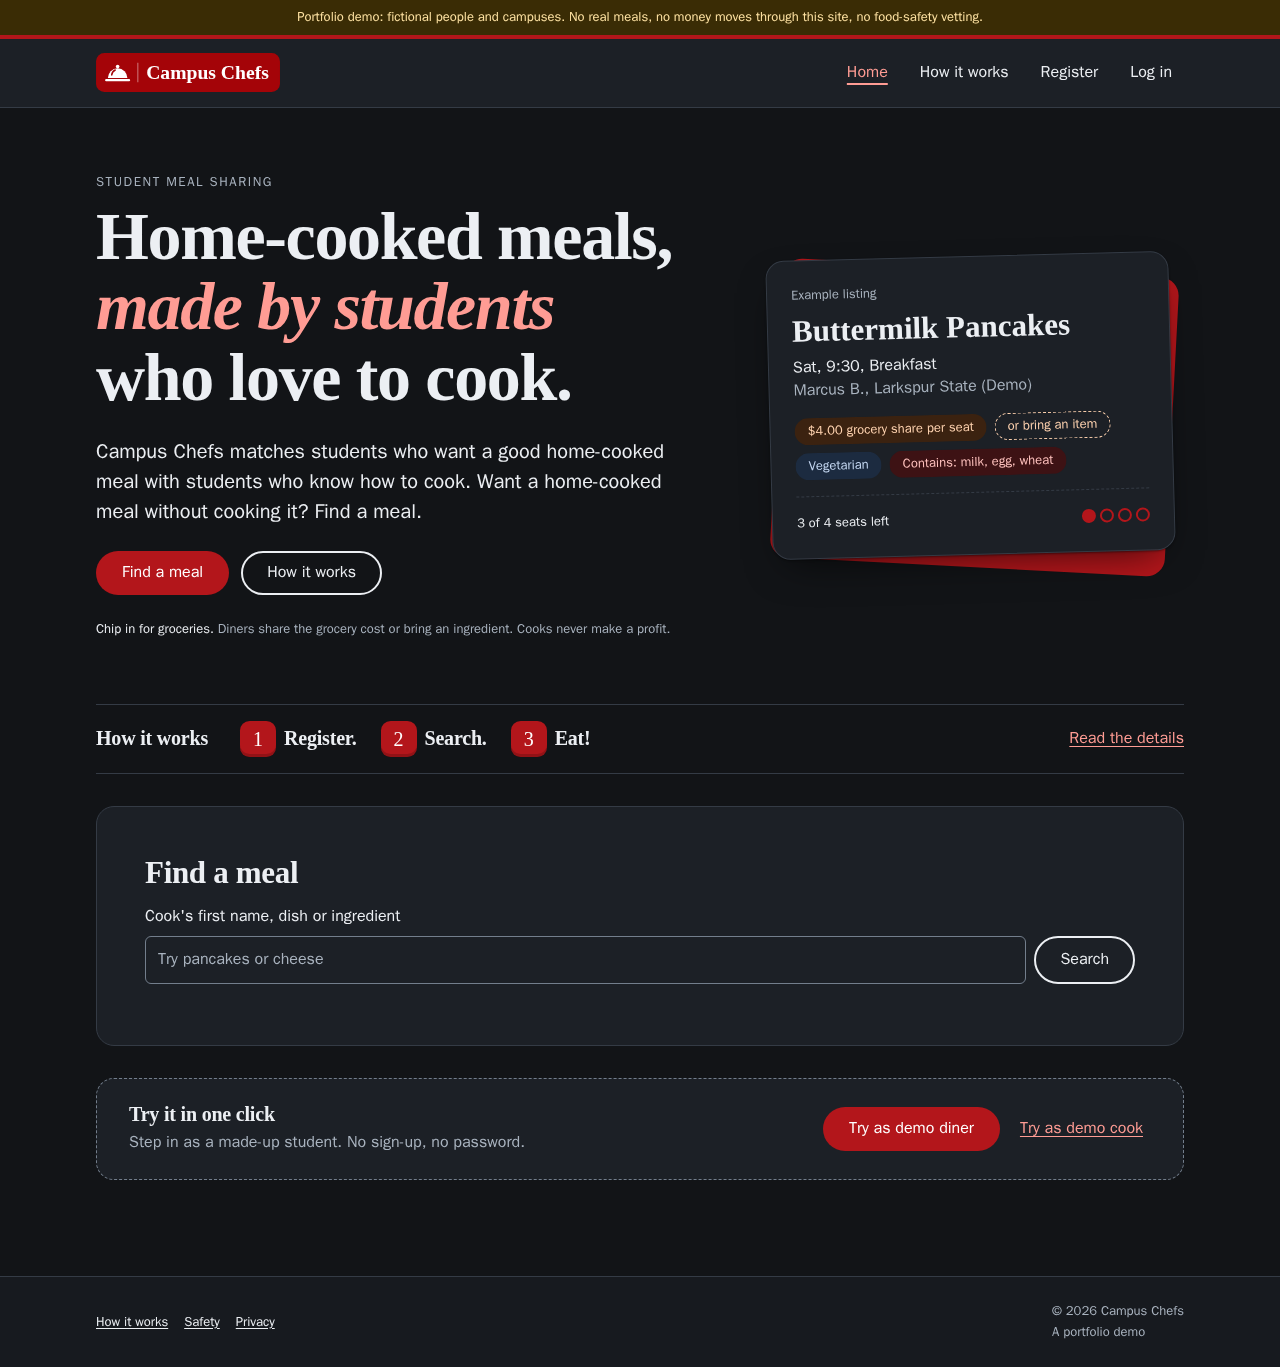 Portfolio demo: fictional people and campuses. No real meals, no money moves through this site, no food-safety vetting.
Campus Chefs
Home
How it works
Register
Log in
STUDENT MEAL SHARING
Home-cooked meals,
made by students
who love to cook.
Campus Chefs matches students who want a good home-cooked
meal with students who know how to cook. Want a home-cooked
meal without cooking it? Find a meal.
Find a meal
How it works
Chip in for groceries. Diners share the grocery cost or bring an ingredient. Cooks never make a profit.
Example listing
Buttermilk Pancakes
Sat, 9:30, Breakfast
Marcus B., Larkspur State (Demo)
$4.00 grocery share per seat
or bring an item
Vegetarian
Contains: milk, egg, wheat
3 of 4 seats left
How it works
1 Register.
2 Search.
3 Eat!
Read the details
Find a meal
Cook's first name, dish or ingredient
Try pancakes or cheese
Search
Try it in one click
Step in as a made-up student. No sign-up, no password.
Try as demo diner
Try as demo cook
How it works
Safety
Privacy
© 2026 Campus Chefs
A portfolio demo